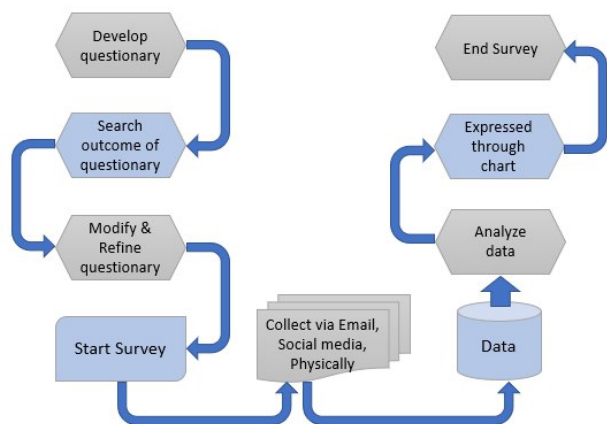 Develop
questionary
Search
outcome of
questionary
Modify &
Refine
questionary
Start Survey
Collect via Email,
Social media,
Physically
Data
Analyze
data
Expressed
through
chart
End Survey